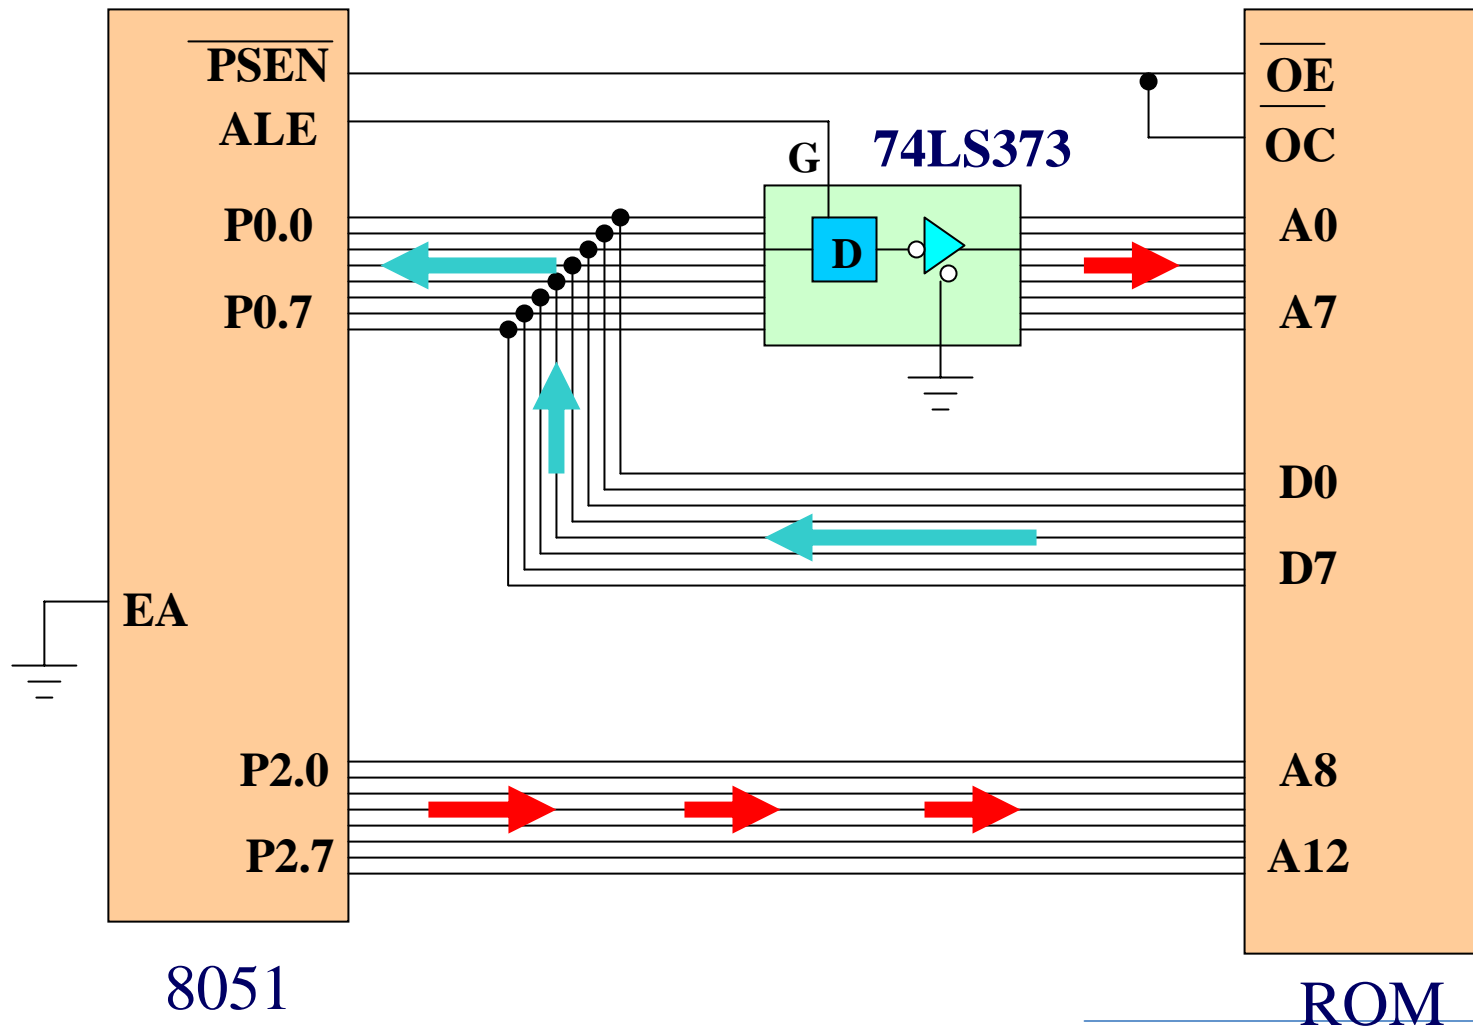 PSEN
ALE
P0.0
P0.7
EA
P2.0
P2.7
8051
G
74LS373
D
OE
OC
A0
A7
D0
D7
A8
A12
ROM